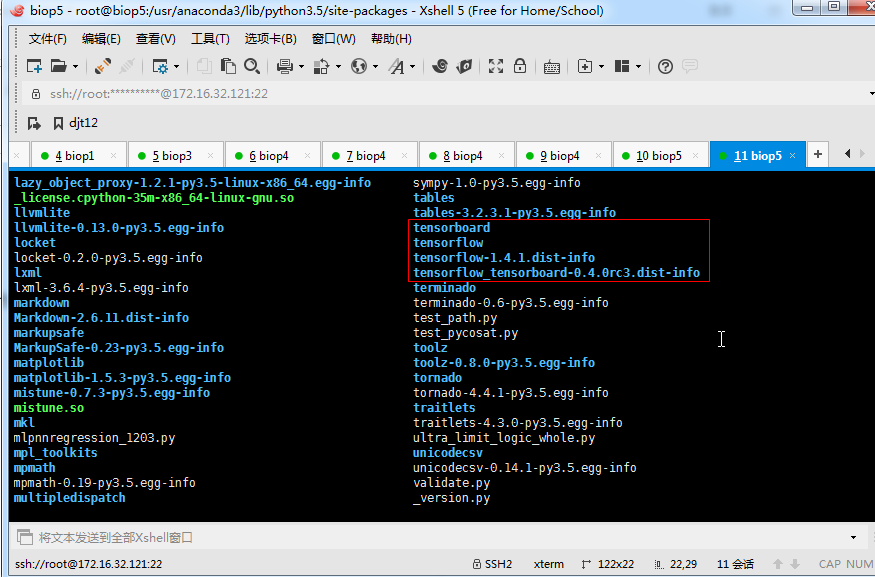 biop5 - root@biop5:/usr/anaconda3/lib/python3.5/site-packages - Xshell 5 (Free for Home/School)
文件(F) 编辑(E) 查看(V) 工具(T) 选项卡(B) 窗口(W) 帮助(H)
ssh://root:**********@172.16.32.121:22
djt12
4 biop1 5 biop3 6 biop4 7 biop4 8 biop4 9 biop4 10 biop5 11 biop5
lazy_object_proxy-1.2.1-py3.5-linux-x86_64.egg-info sympy-1.0-py3.5.egg-info
_license.cpython-35m-x86_64-linux-gnu.so tables
llvmlite tables-3.2.3.1-py3.5.egg-info
llvmlite-0.13.0-py3.5.egg-info tensorboard
locket tensorflow
locket-0.2.0-py3.5.egg-info tensorflow-1.4.1.dist-info
lxml tensorflow_tensorboard-0.4.0rc3.dist-info
lxml-3.6.4-py3.5.egg-info terminado
markdown terminado-0.6-py3.5.egg-info
Markdown-2.6.11.dist-info test_path.py
markupsafe test_pycosat.py
MarkupSafe-0.23-py3.5.egg-info toolz
matplotlib toolz-0.8.0-py3.5.egg-info
matplotlib-1.5.3-py3.5.egg-info tornado
mistune-0.7.3-py3.5.egg-info tornado-4.4.1-py3.5.egg-info
mistune.so traitlets
mkl traitlets-4.3.0-py3.5.egg-info
mlpnnregression_1203.py ultra_limit_logic_whole.py
mpl_toolkits unicodecsv
mpmath unicodecsv-0.14.1-py3.5.egg-info
mpmath-0.19-py3.5.egg-info validate.py
multipledispatch _version.py
将文本发送到全部Xshell窗口
ssh://root@172.16.32.121:22 SSH2 xterm 122x22 22,29 11 会话 CAP NUM